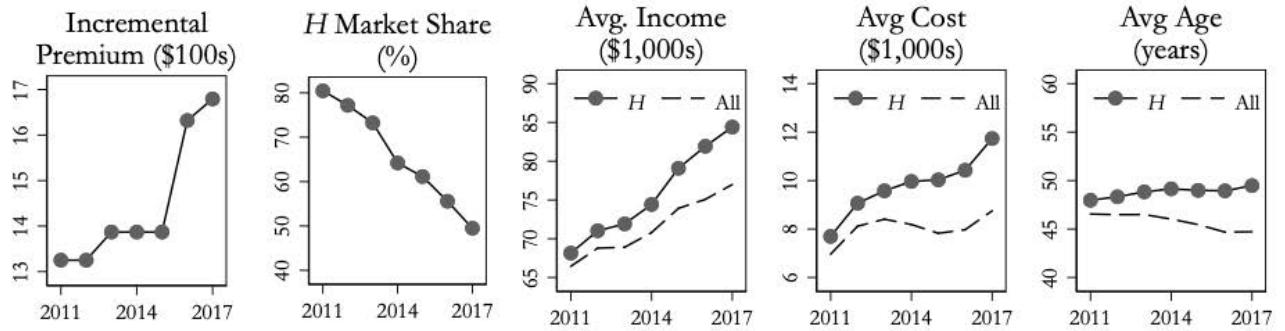 Incremental
Premium ($100s)
17
16
15
14
13
2011 2014 2017
H Market Share
(%)
80
70
60
50
40
2011 2014 2017
Avg. Income
($1,000s)
H All
90
85
80
75
70
65
2011 2014 2017
Avg Cost
($1,000s)
H All
14
12
10
8
6
2011 2014 2017
Avg Age
(years)
H All
60
55
50
45
40
2011 2014 2017